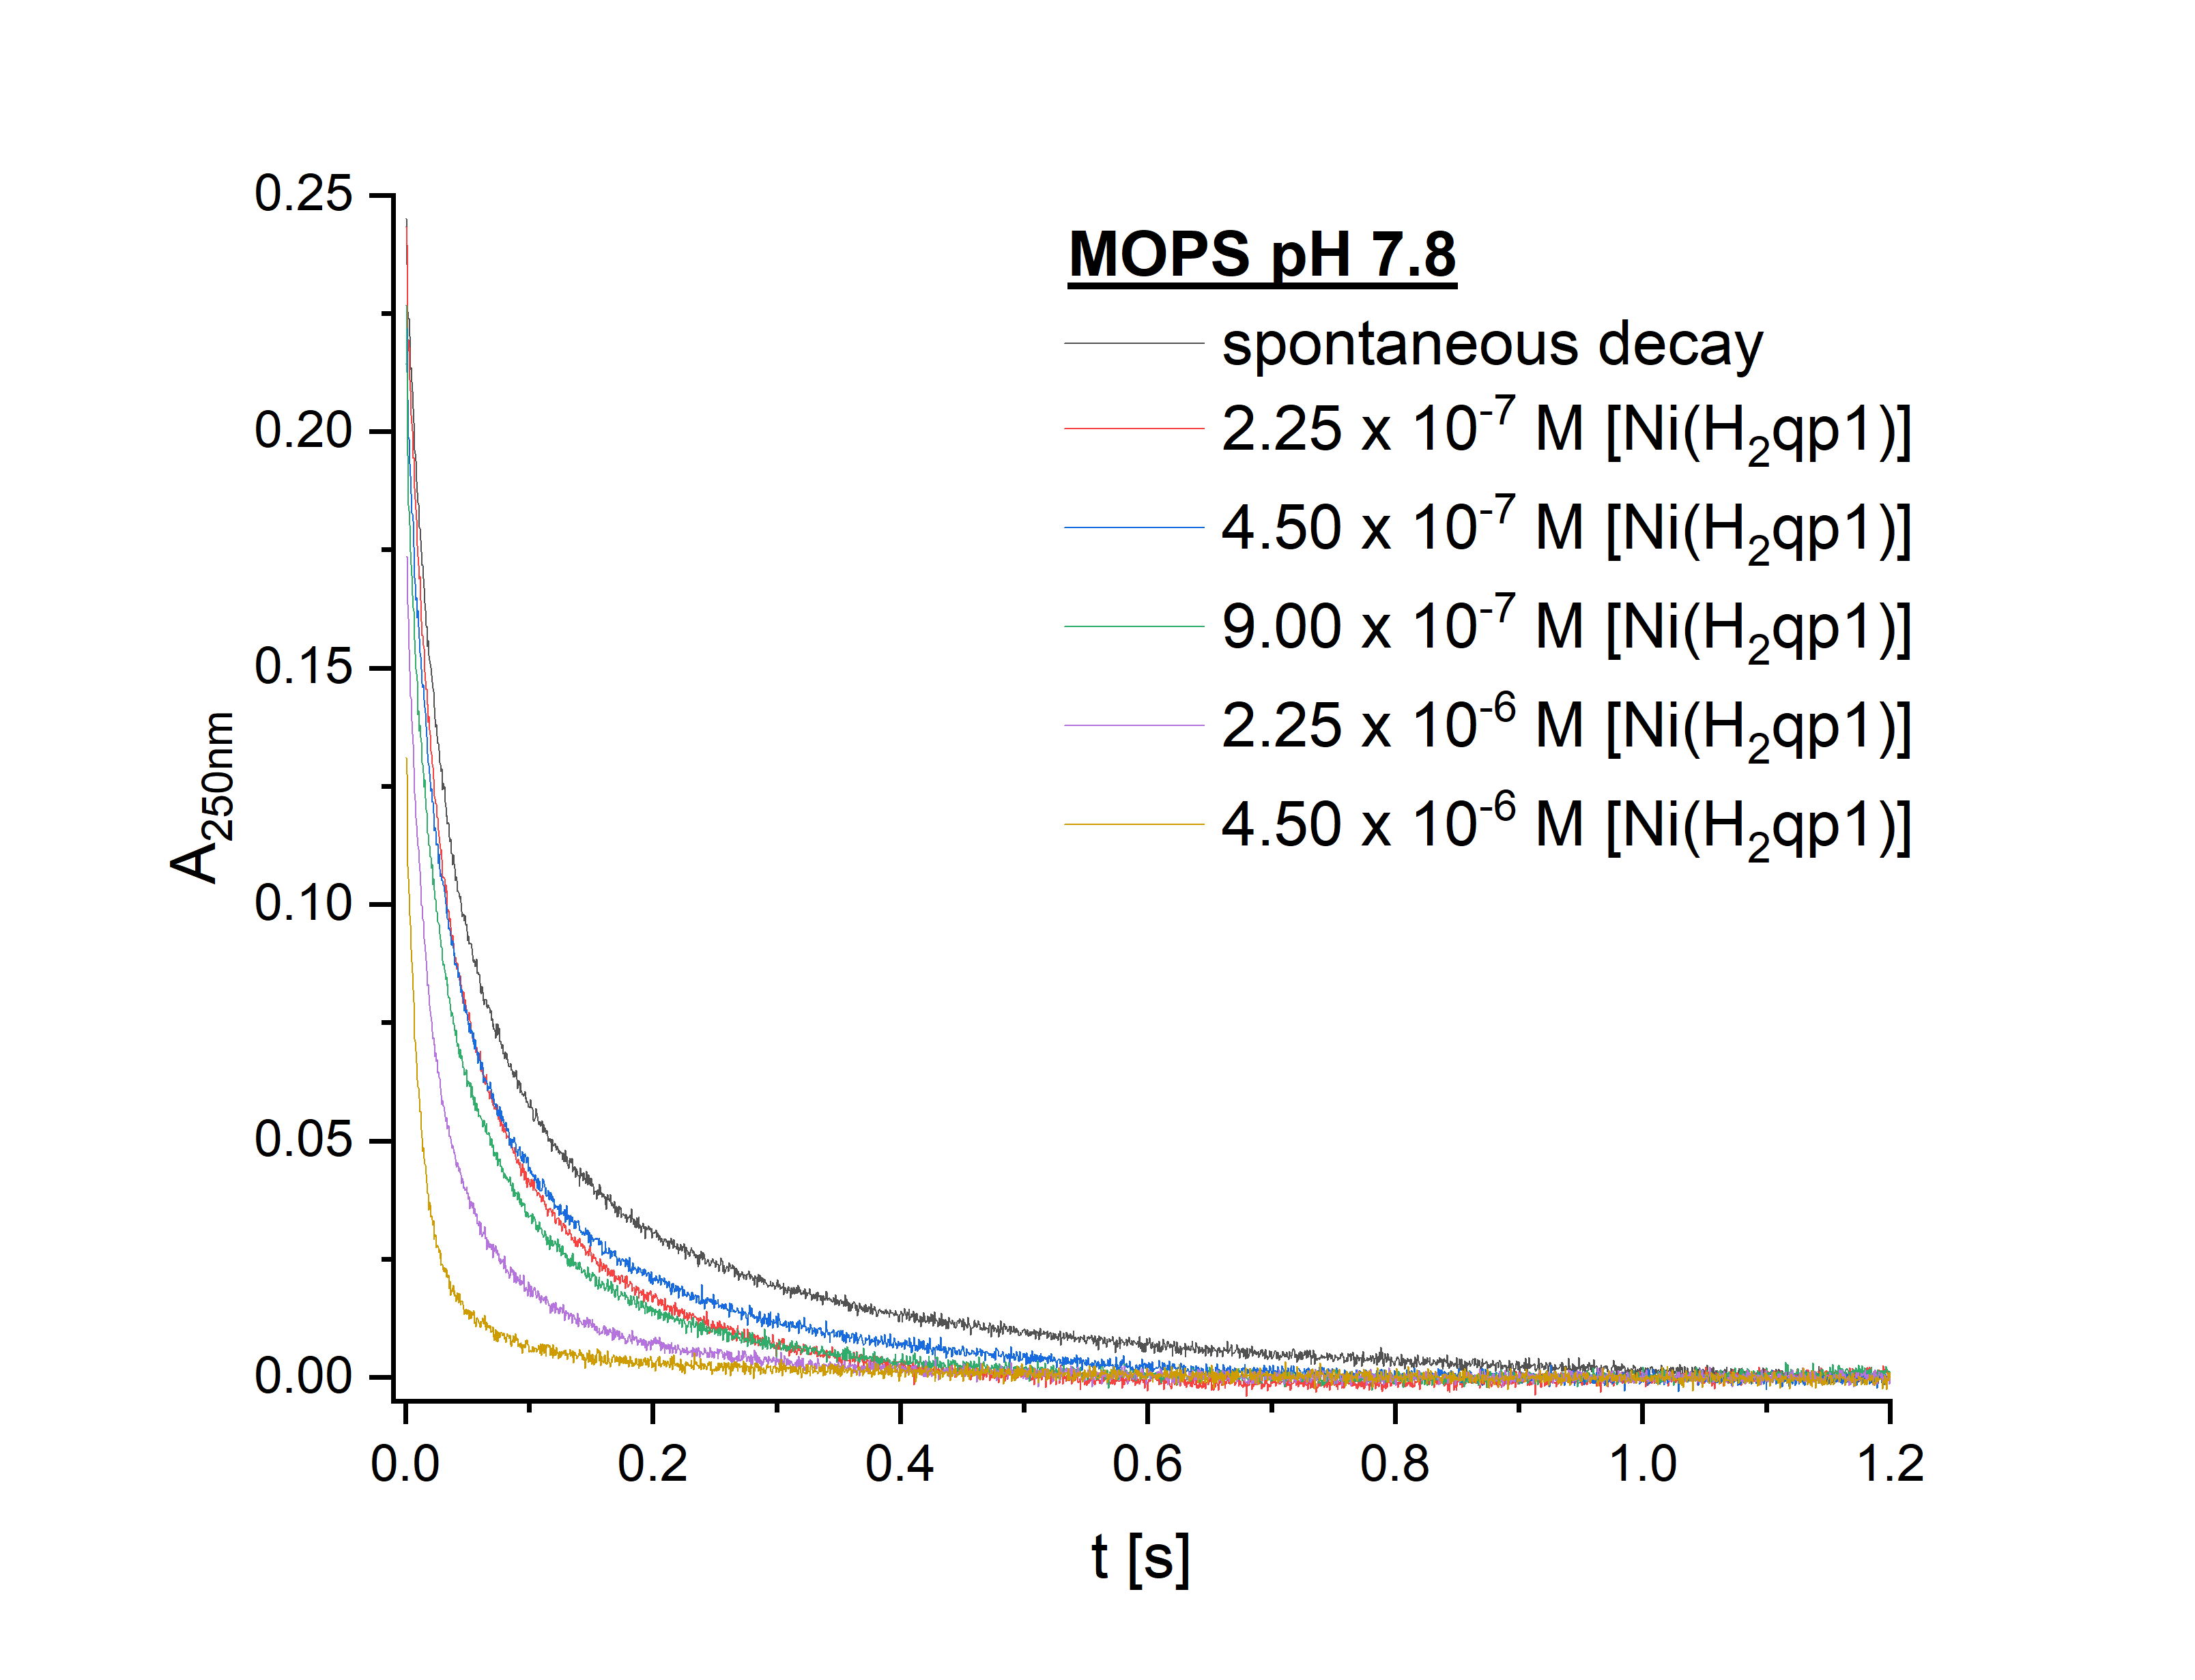 MOPS pH 7.8
spontaneous decay
2.25 x 10⁻⁷ M [Ni(H₂qp1)]
4.50 x 10⁻⁷ M [Ni(H₂qp1)]
9.00 x 10⁻⁷ M [Ni(H₂qp1)]
2.25 x 10⁻⁶ M [Ni(H₂qp1)]
4.50 x 10⁻⁶ M [Ni(H₂qp1)]
A250nm
0.25
0.20
0.15
0.10
0.05
0.00
0.0 0.2 0.4 0.6 0.8 1.0 1.2
t [s]